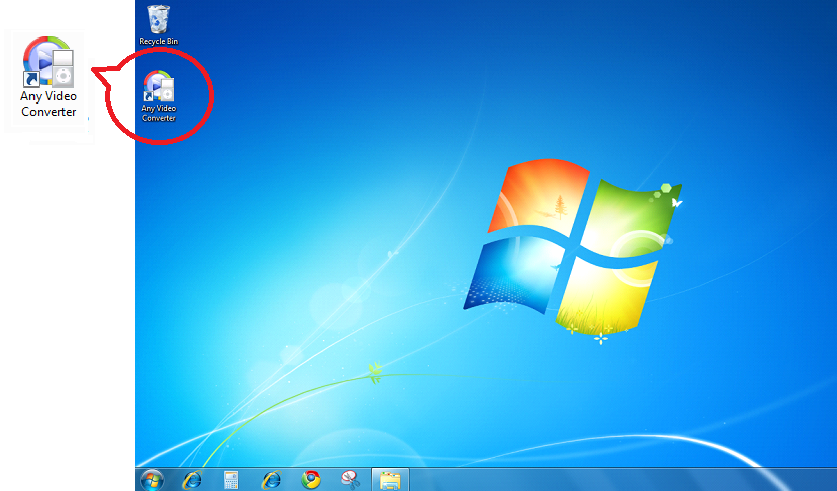 Recycle Bin
Any Video
Converter
Any Video
Converter